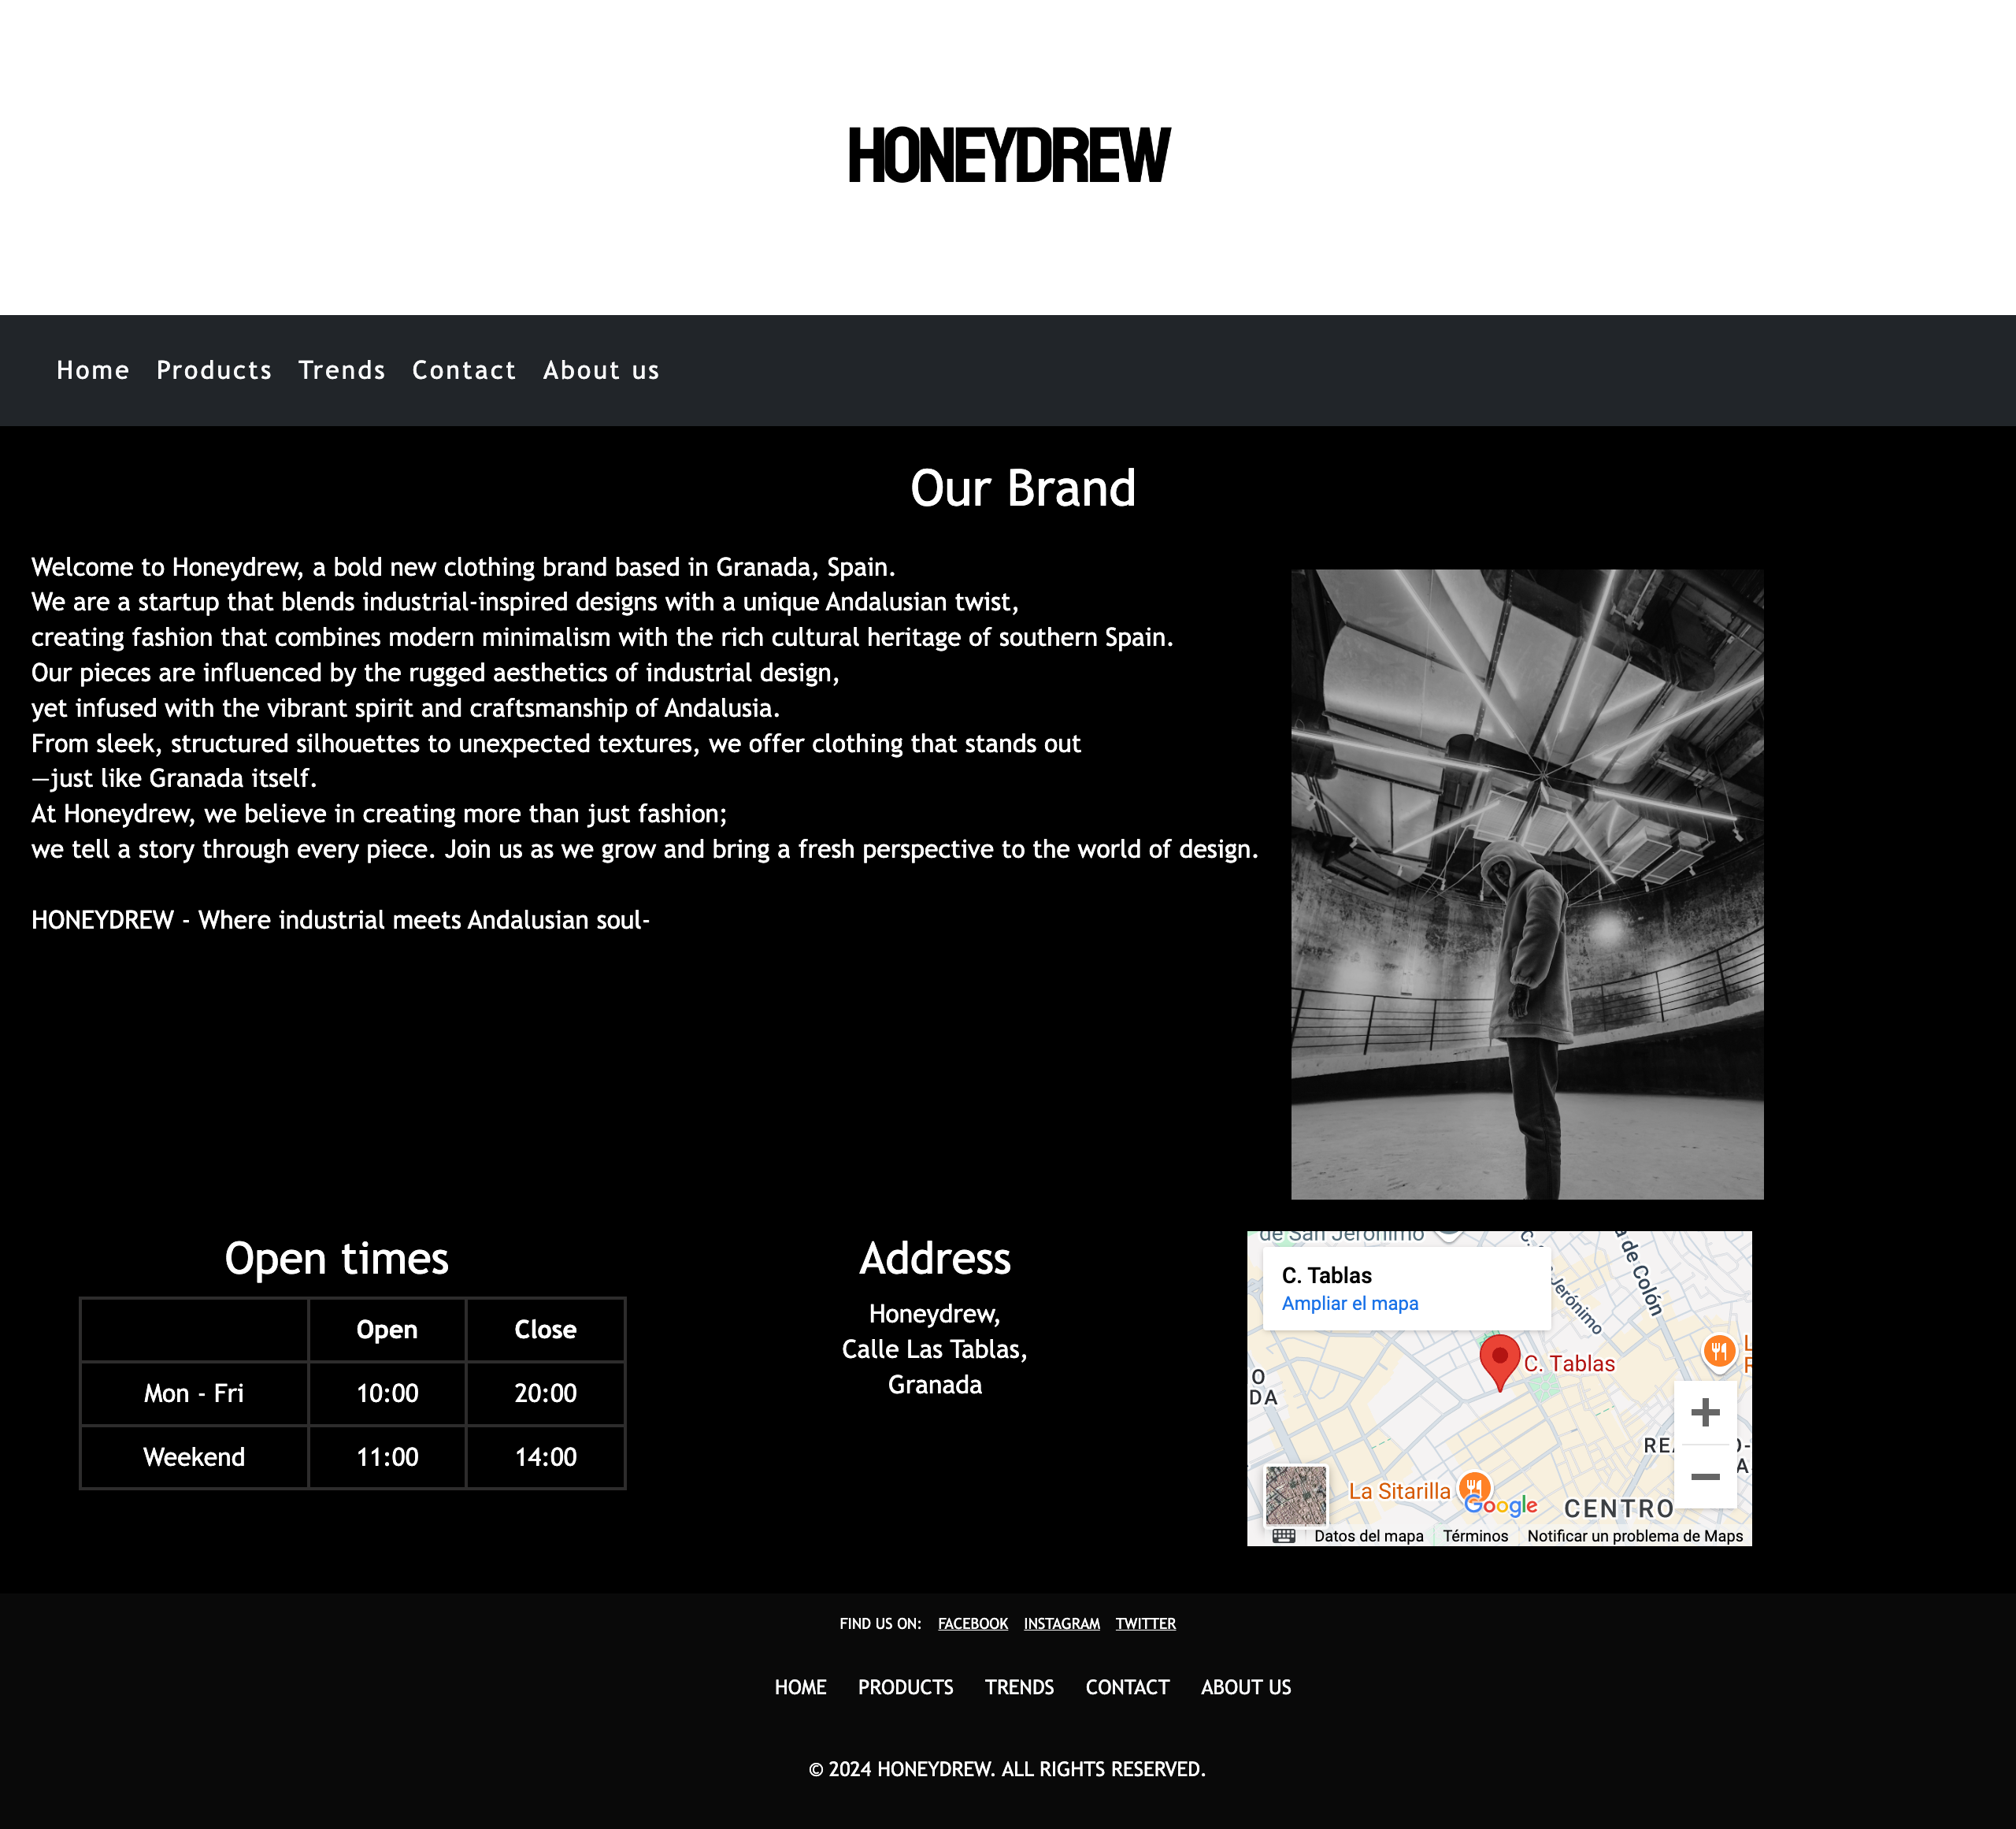 HONEYDREW
Home Products Trends Contact About us
Our Brand
Welcome to Honeydrew, a bold new clothing brand based in Granada, Spain.
We are a startup that blends industrial-inspired designs with a unique Andalusian twist,
creating fashion that combines modern minimalism with the rich cultural heritage of southern Spain.
Our pieces are influenced by the rugged aesthetics of industrial design,
yet infused with the vibrant spirit and craftsmanship of Andalusia.
From sleek, structured silhouettes to unexpected textures, we offer clothing that stands out
—just like Granada itself.
At Honeydrew, we believe in creating more than just fashion;
we tell a story through every piece. Join us as we grow and bring a fresh perspective to the world of design.
HONEYDREW - Where industrial meets Andalusian soul-
Open times
Open Close
Mon - Fri 10:00 20:00
Weekend 11:00 14:00
Address
Honeydrew,
Calle Las Tablas,
Granada
de San Jerónimo
C. Tablas
Ampliar el mapa
Jerónimo
de Colón
C. Tablas
La Sitarilla
Google
CENTRO
Datos del mapa Términos Notificar un problema de Maps
FIND US ON: FACEBOOK INSTAGRAM TWITTER
HOME PRODUCTS TRENDS CONTACT ABOUT US
© 2024 HONEYDREW. ALL RIGHTS RESERVED.